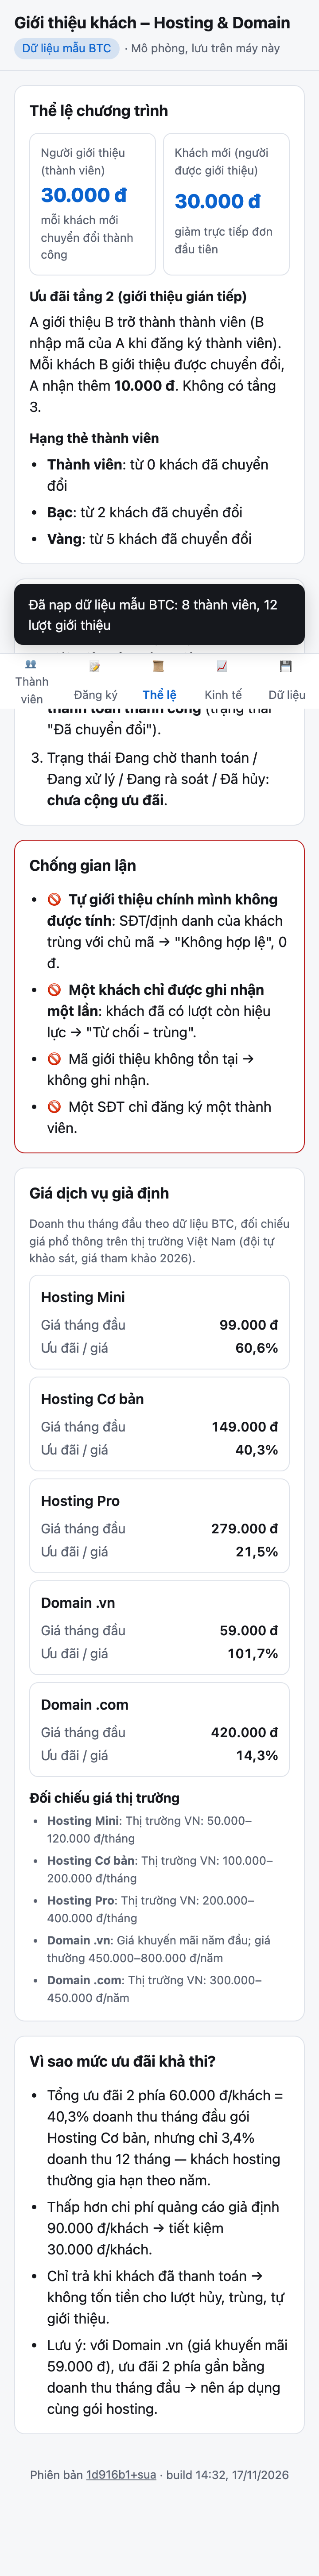 Giới thiệu khách – Hosting & Domain
Dữ liệu mẫu BTC · Mô phỏng, lưu trên máy này
Thể lệ chương trình
Người giới thiệu
(thành viên)
30.000 đ
mỗi khách mới
chuyển đổi thành
công
Khách mới (người
được giới thiệu)
30.000 đ
giảm trực tiếp đơn
đầu tiên
Ưu đãi tầng 2 (giới thiệu gián tiếp)
A giới thiệu B trở thành thành viên (B
nhập mã của A khi đăng ký thành viên).
Mỗi khách B giới thiệu được chuyển đổi,
A nhận thêm 10.000 đ. Không có tầng
3.
Hạng thẻ thành viên
• Thành viên: từ 0 khách đã chuyển
đổi
• Bạc: từ 2 khách đã chuyển đổi
• Vàng: từ 5 khách đã chuyển đổi
Đã nạp dữ liệu mẫu BTC: 8 thành viên, 12
lượt giới thiệu
Thành
viên
Đăng ký
Thể lệ
Kinh tế
Dữ liệu
thanh toán thành công (trạng thái
"Đã chuyển đổi").
3. Trạng thái Đang chờ thanh toán /
Đang xử lý / Đang rà soát / Đã hủy:
chưa cộng ưu đãi.
Chống gian lận
• 🚫 Tự giới thiệu chính mình không
được tính: SĐT/định danh của khách
trùng với chủ mã → "Không hợp lệ", 0
đ.
• 🚫 Một khách chỉ được ghi nhận
một lần: khách đã có lượt còn hiệu
lực → "Từ chối - trùng".
• 🚫 Mã giới thiệu không tồn tại →
không ghi nhận.
• 🚫 Một SĐT chỉ đăng ký một thành
viên.
Giá dịch vụ giả định
Doanh thu tháng đầu theo dữ liệu BTC, đối chiếu
giá phổ thông trên thị trường Việt Nam (đội tự
khảo sát, giá tham khảo 2026).
Hosting Mini
Giá tháng đầu 99.000 đ
Ưu đãi / giá 60,6%
Hosting Cơ bản
Giá tháng đầu 149.000 đ
Ưu đãi / giá 40,3%
Hosting Pro
Giá tháng đầu 279.000 đ
Ưu đãi / giá 21,5%
Domain .vn
Giá tháng đầu 59.000 đ
Ưu đãi / giá 101,7%
Domain .com
Giá tháng đầu 420.000 đ
Ưu đãi / giá 14,3%
Đối chiếu giá thị trường
• Hosting Mini: Thị trường VN: 50.000–
120.000 đ/tháng
• Hosting Cơ bản: Thị trường VN: 100.000–
200.000 đ/tháng
• Hosting Pro: Thị trường VN: 200.000–
400.000 đ/tháng
• Domain .vn: Giá khuyến mãi năm đầu; giá
thường 450.000–800.000 đ/năm
• Domain .com: Thị trường VN: 300.000–
450.000 đ/năm
Vì sao mức ưu đãi khả thi?
• Tổng ưu đãi 2 phía 60.000 đ/khách =
40,3% doanh thu tháng đầu gói
Hosting Cơ bản, nhưng chỉ 3,4%
doanh thu 12 tháng — khách hosting
thường gia hạn theo năm.
• Thấp hơn chi phí quảng cáo giả định
90.000 đ/khách → tiết kiệm
30.000 đ/khách.
• Chỉ trả khi khách đã thanh toán →
không tốn tiền cho lượt hủy, trùng, tự
giới thiệu.
• Lưu ý: với Domain .vn (giá khuyến mãi
59.000 đ), ưu đãi 2 phía gần bằng
doanh thu tháng đầu → nên áp dụng
cùng gói hosting.
Phiên bản 1d916b1+sua · build 14:32, 17/11/2026